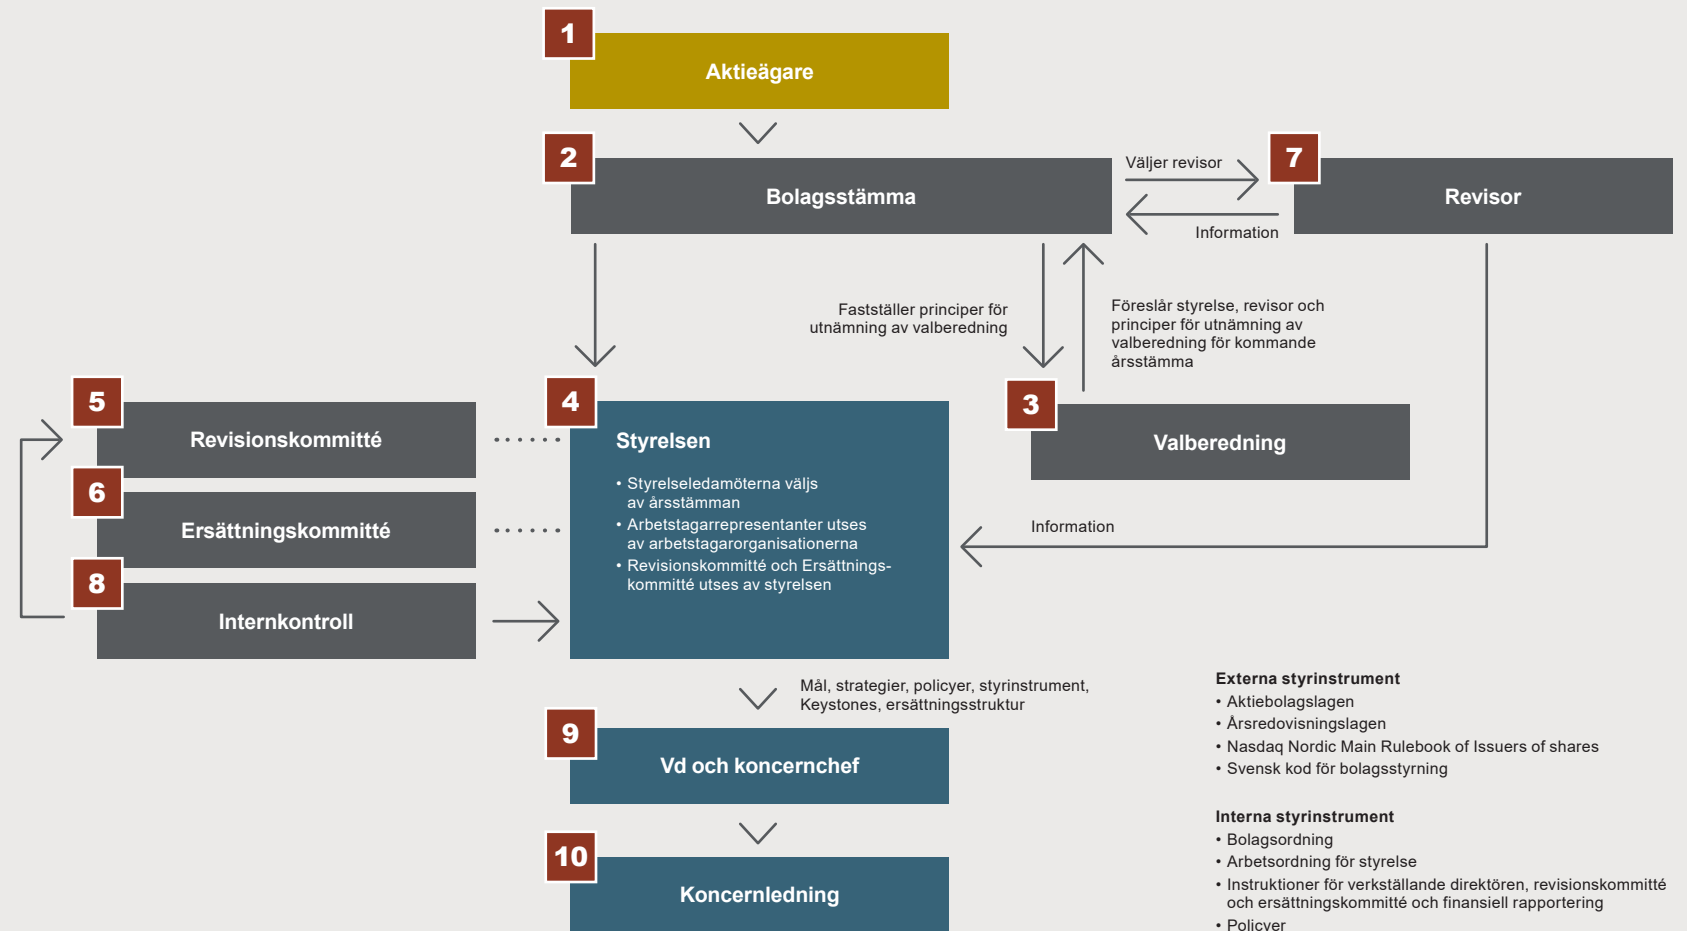 1
Aktieägare
2
Bolagsstämma
Väljer revisor
Information
7
Revisor
Fastställer principer för
utnämning av valberedning
Föreslår styrelse, revisor och
principer för utnämning av
valberedning för kommande
årsstämma
5
Revisionskommitté
6
Ersättningskommitté
8
Internkontroll
4
Styrelsen
• Styrelseledamöterna väljs
av årsstämman
• Arbetstagarrepresentanter utses
av arbetstagarorganisationerna
• Revisionskommitté och Ersättnings-
kommitté utses av styrelsen
3
Valberedning
Information
Mål, strategier, policyer, styrinstrument,
Keystones, ersättningsstruktur
9
Vd och koncernchef
10
Koncernledning
Externa styrinstrument
• Aktiebolagslagen
• Årsredovisningslagen
• Nasdaq Nordic Main Rulebook of Issuers of shares
• Svensk kod för bolagsstyrning
Interna styrinstrument
• Bolagsordning
• Arbetsordning för styrelse
• Instruktioner för verkställande direktören, revisionskommitté
och ersättningskommitté och finansiell rapportering
• Policyer